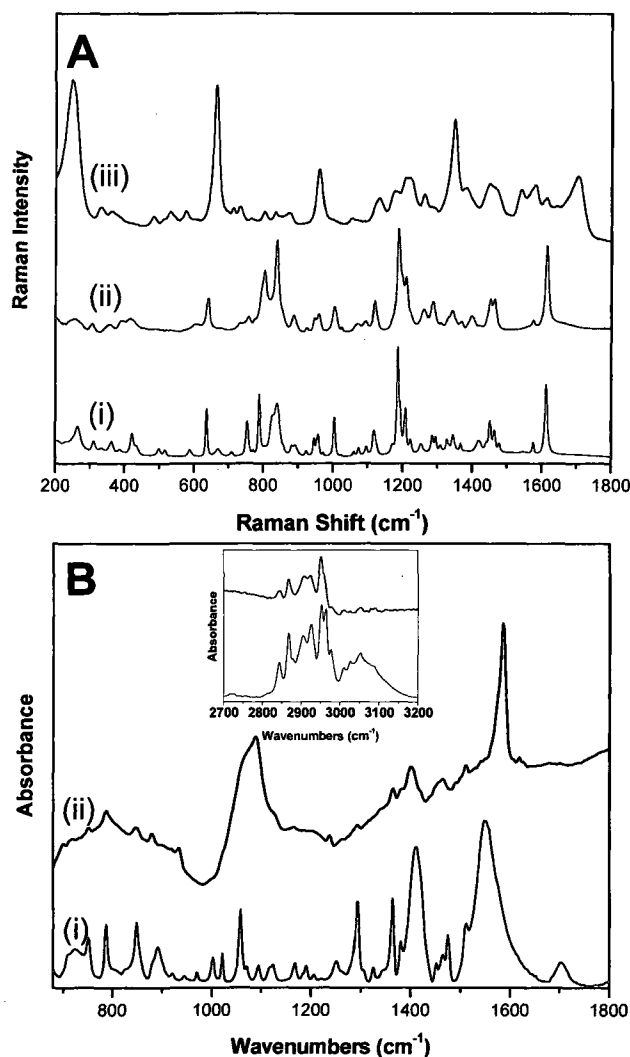 A
Raman Intensity
(iii)
(ii)
(i)
200 400 600 800 1000 1200 1400 1600 1800
Raman Shift (cm⁻¹)
B
Absorbance
Absorbance
2700 2800 2900 3000 3100 3200
Wavenumbers (cm⁻¹)
(ii)
(i)
800 1000 1200 1400 1600 1800
Wavenumbers (cm⁻¹)